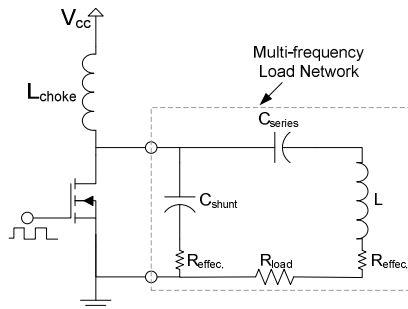 Vcc
Lchoke
Multi-frequency
Load Network
Cseries
Cshunt
L
Reffec.
Rload
Reffec.